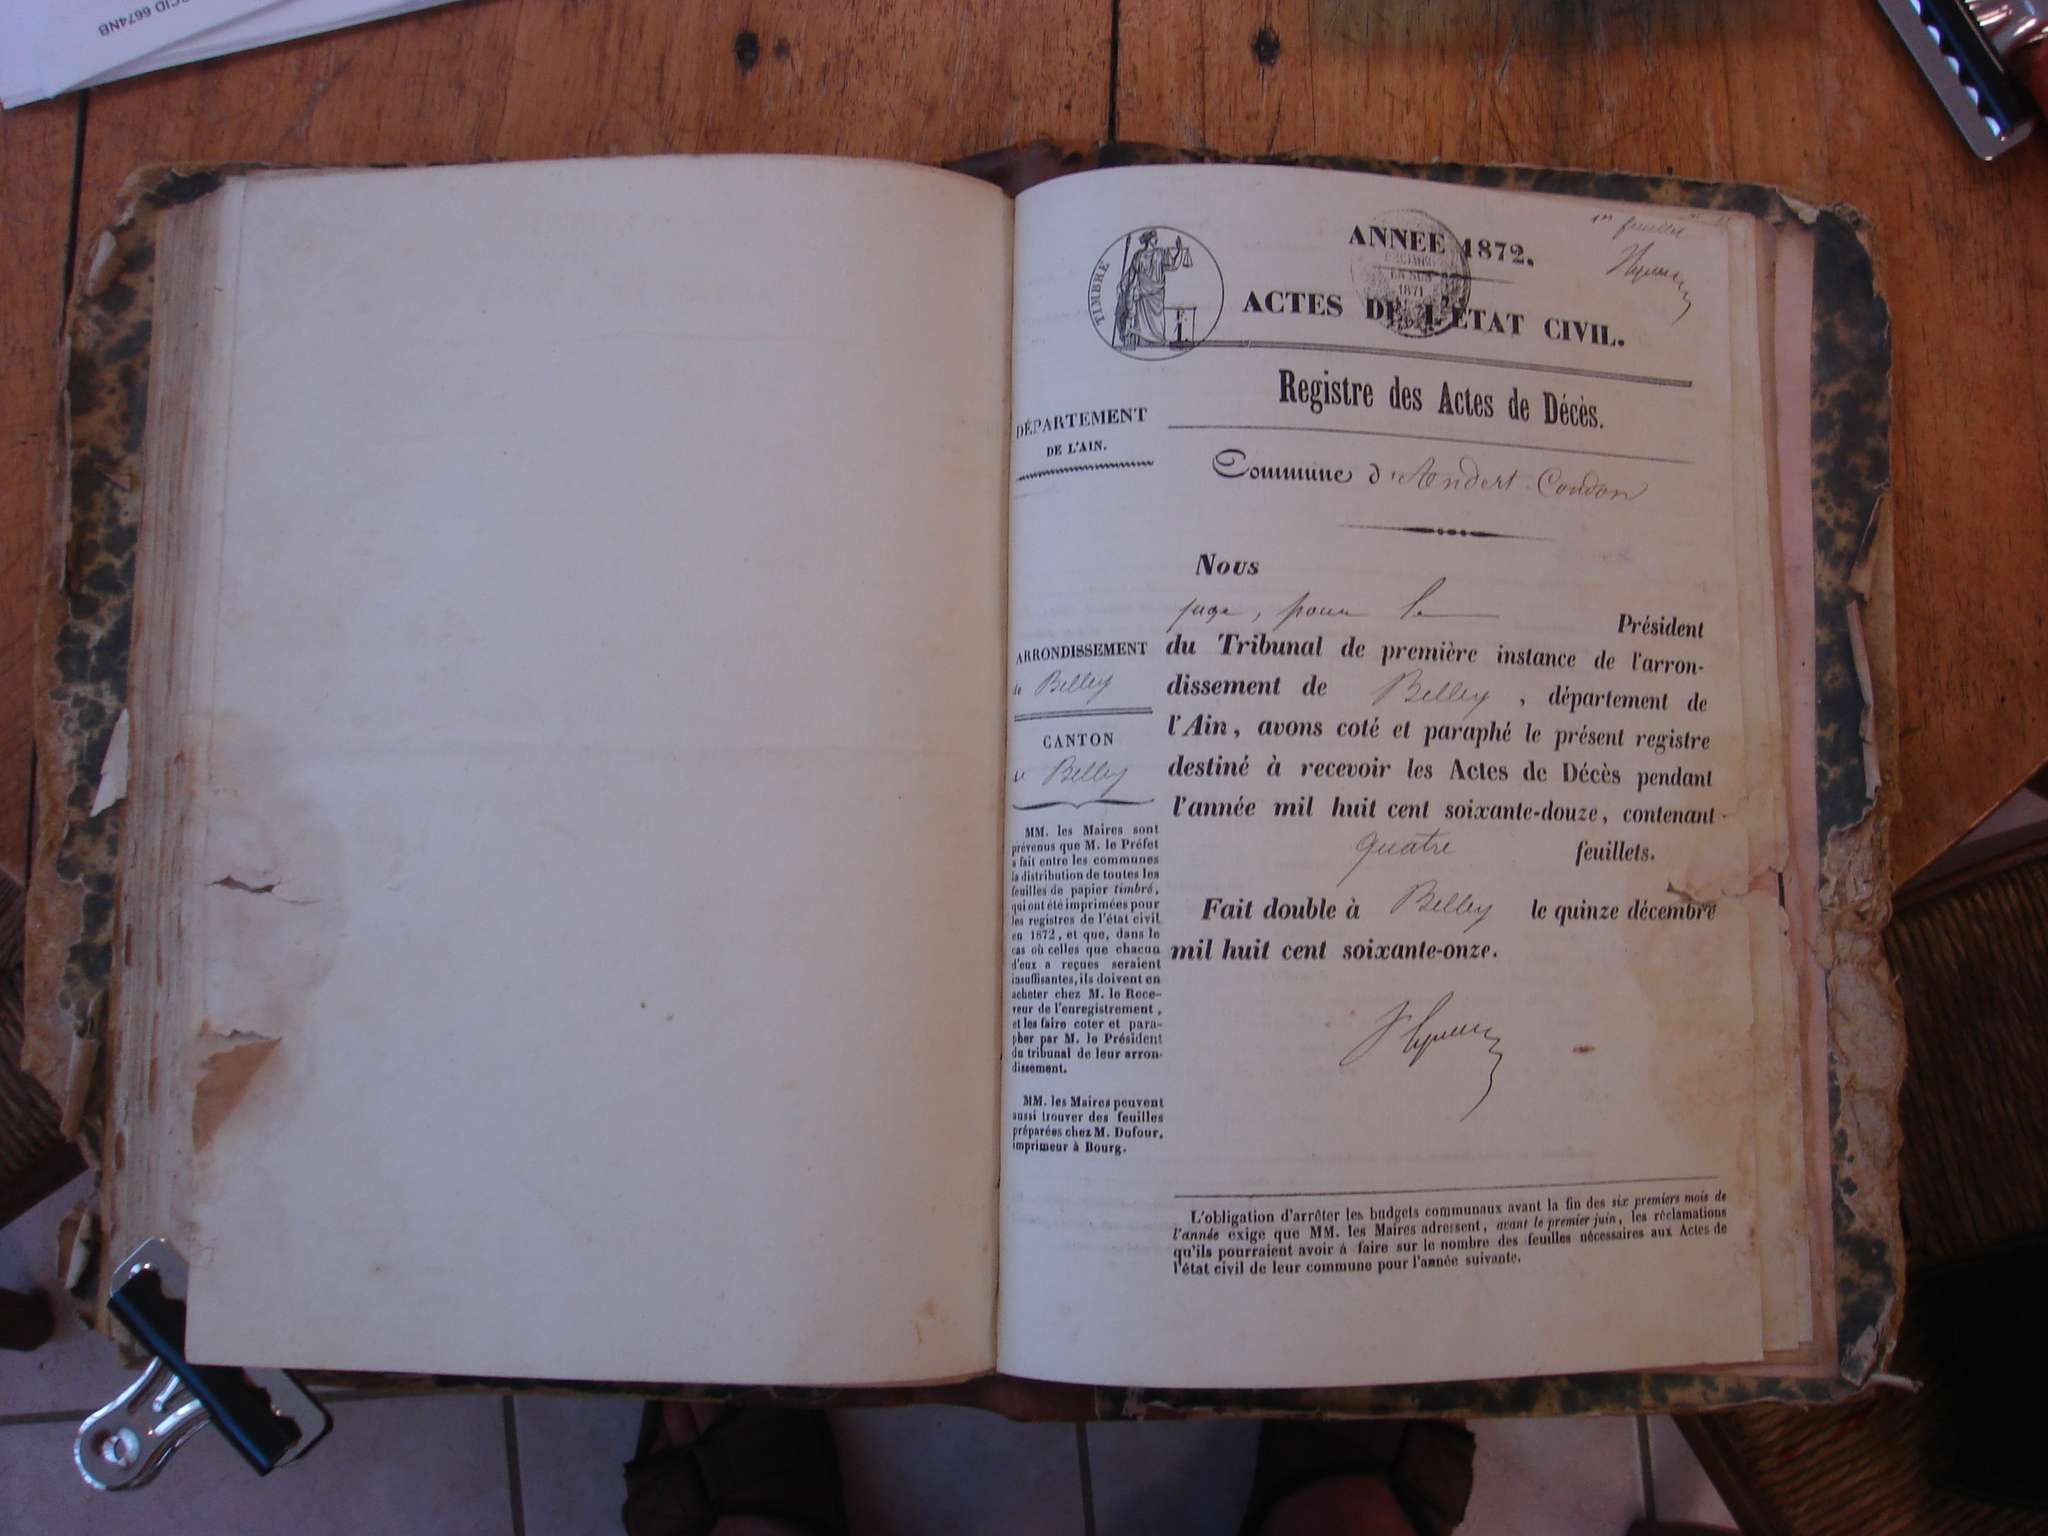 CID 6674NB
1er feuillet
TIMBRE
ANNÉE 1872.
1871
ACTES DE L'ÉTAT CIVIL.
Registre des Actes de Décès.
DÉPARTEMENT
DE L'AIN.
Commune d'Andert-Condon
Nous
juge, pour le Président
du Tribunal de première instance de l'arron-
dissement de Belley, département de
l'Ain, avons coté et paraphé le présent registre
destiné à recevoir les Actes de Décès pendant
l'année mil huit cent soixante-douze, contenant
quatre feuillets.
Fait double à Belley le quinze décembre
mil huit cent soixante-onze.
ARRONDISSEMENT
de Belley
CANTON
de Belley
MM. les Maires sont
prévenus que M. le Préfet
a fait entre les communes
la distribution de toutes les
feuilles de papier timbré,
qui ont été imprimées pour
les registres de l'état civil
en 1872, et que, dans le
cas où celles que chacun
d'eux a reçues seraient
insuffisantes, ils doivent en
acheter chez M. le Rece-
veur de l'enregistrement,
et les faire coter et para-
pher par M. le Président
du tribunal de leur arron-
dissement.
MM. les Maires peuvent
aussi trouver des feuilles
préparées chez M. Dufour,
imprimeur à Bourg.
L'obligation d'arrêter les budgets communaux avant la fin des six premiers mois de
l'année exige que MM. les Maires adressent, avant le premier juin, les réclamations
qu'ils pourraient avoir à faire sur le nombre des feuilles nécessaires aux Actes de
l'état civil de leur commune pour l'année suivante.